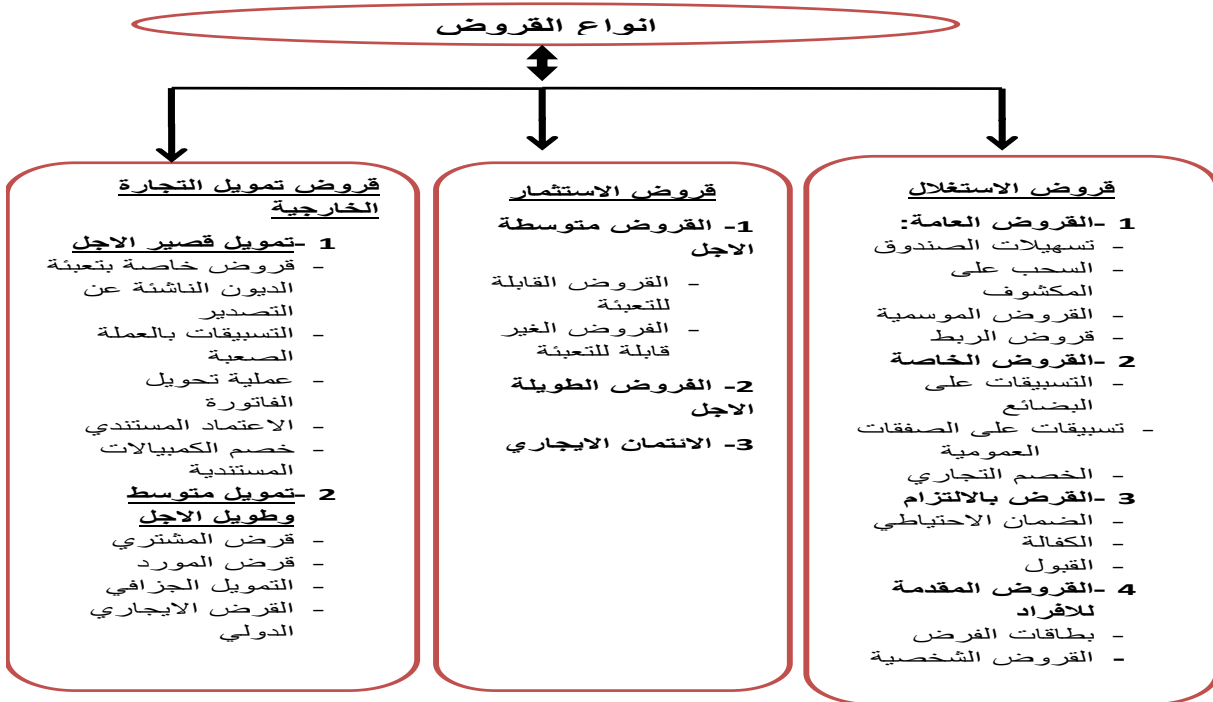 انواع القروض
قروض الاستغلال
1 -القروض العامة:
- تسهيلات الصندوق
- السحب على
المكشوف
- القروض الموسمية
- قروض الربط
2 -القروض الخاصة
- التسبيقات على
البضائع
- تسبيقات على الصفقات
العمومية
- الخصم التجاري
3 -القرض بالالتزام
- الضمان الاحتياطي
- الكفالة
- القبول
4 -القروض المقدمة
للافراد
- بطاقات القرض
- القروض الشخصية
قروض الاستثمار
1- القروض متوسطة
الاجل
- القروض القابلة
للتعبئة
- القروض الغير
قابلة للتعبئة
2- القروض الطويلة
الاجل
3- الائتمان الايجاري
قروض تمويل التجارة
الخارجية
1 -تمويل قصير الاجل
- قروض خاصة بتعبئة
الديون الناشئة عن
التصدير
- التسبيقات بالعملة
الصعبة
- عملية تحويل
الفاتورة
- الاعتماد المستندي
- خصم الكمبيالات
المستندية
2 -تمويل متوسط
وطويل الاجل
- قرض المشتري
- قرض المورد
- التمويل الجزافي
- القرض الايجاري
الدولي